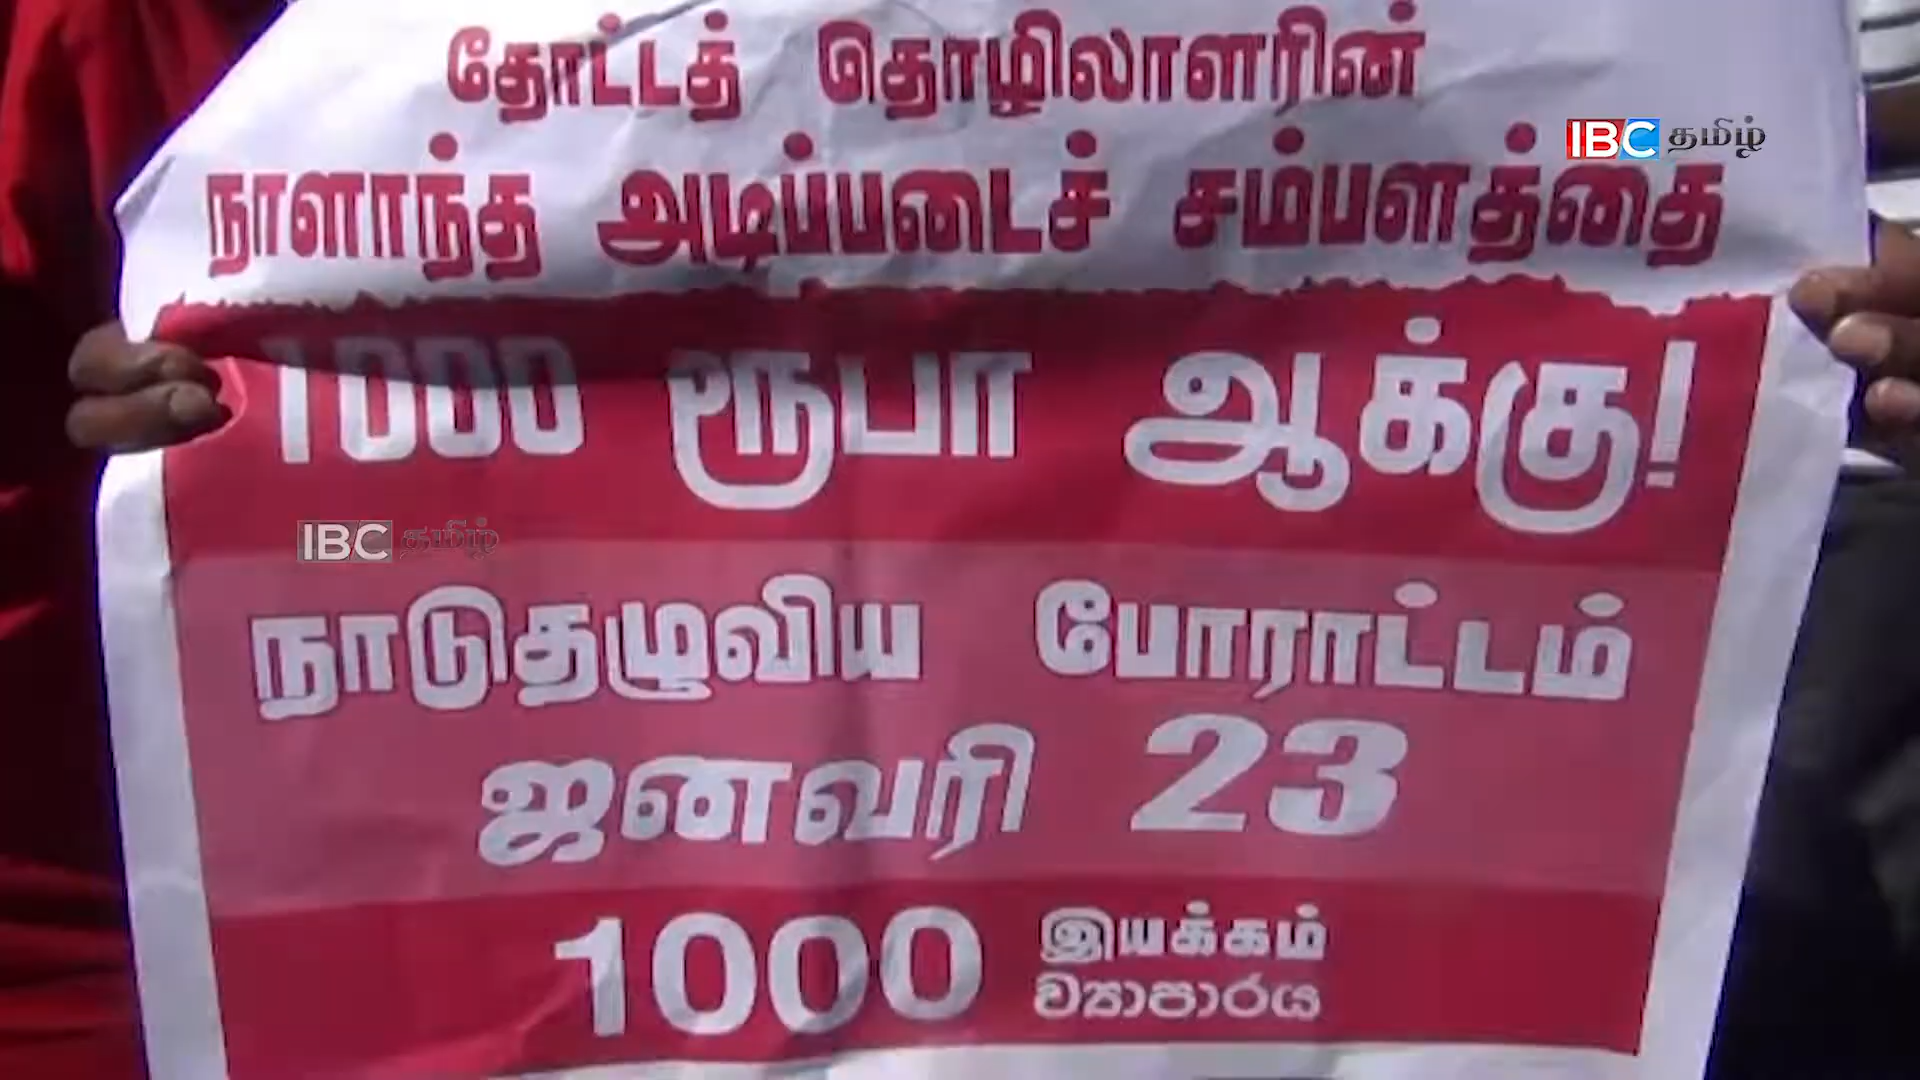 தோட்டத் தொழிலாளரின்
IBC தமிழ்
நாளாந்த அடிப்படைச் சம்பளத்தை
1000 ரூபா ஆக்கு!
IBC தமிழ்
நாடுதழுவிய போராட்டம்
ஜனவரி 23
1000 இயக்கம்
ව්‍යාපාරය